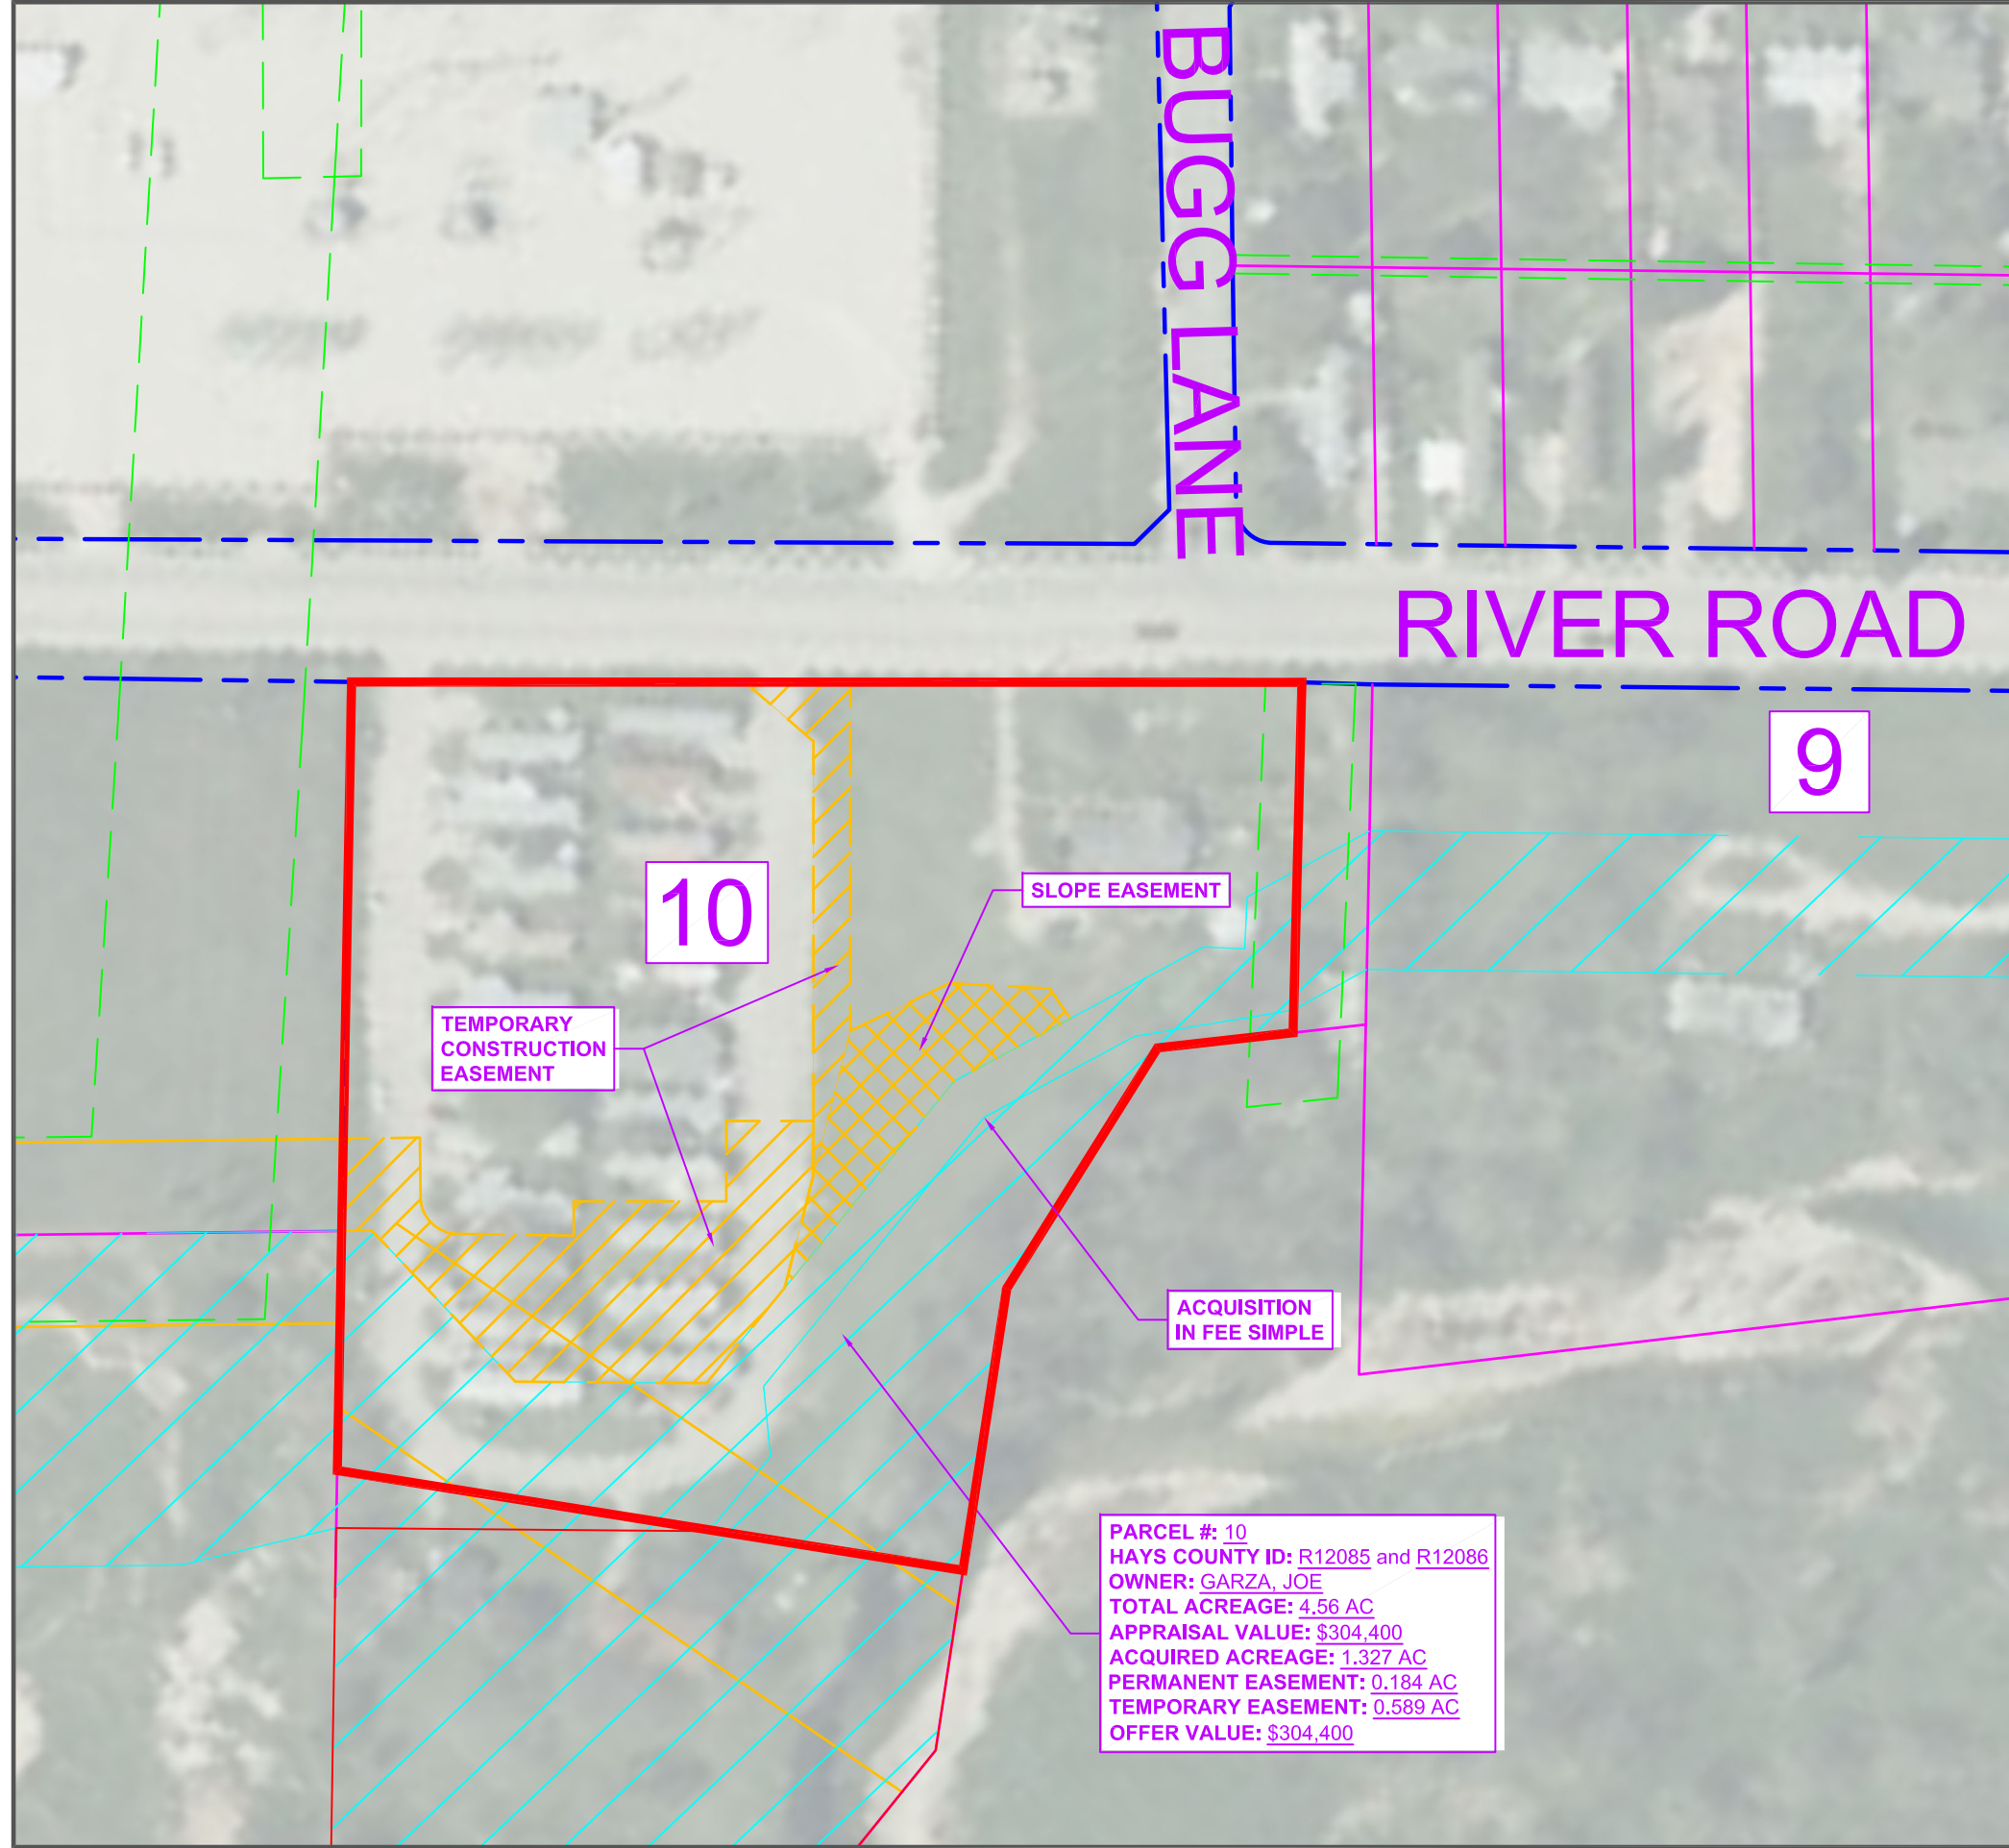 BUGG LANE
RIVER ROAD
9
10
SLOPE EASEMENT
TEMPORARY
CONSTRUCTION
EASEMENT
ACQUISITION
IN FEE SIMPLE
PARCEL #: 10
HAYS COUNTY ID: R12085 and R12086
OWNER: GARZA, JOE
TOTAL ACREAGE: 4.56 AC
APPRAISAL VALUE: $304,400
ACQUIRED ACREAGE: 1.327 AC
PERMANENT EASEMENT: 0.184 AC
TEMPORARY EASEMENT: 0.589 AC
OFFER VALUE: $304,400